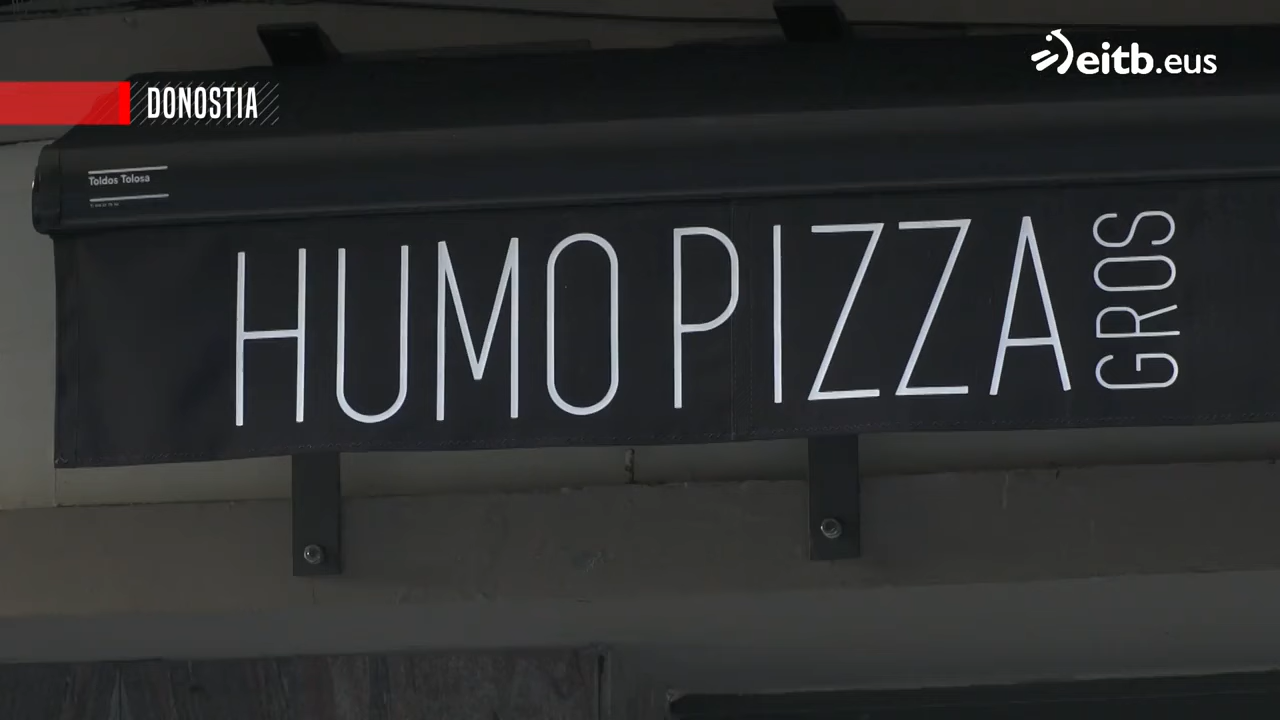 eitb.eus
DONOSTIA
Toldos Tolosa
HUMO PIZZA
GROS